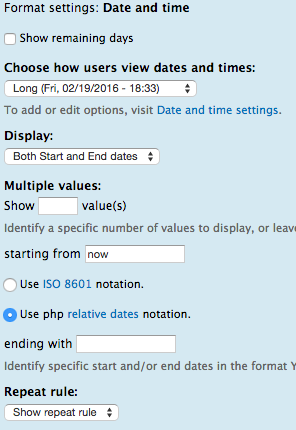 Format settings: Date and time
Show remaining days
Choose how users view dates and times:
Long (Fri, 02/19/2016 - 18:33)
To add or edit options, visit Date and time settings.
Display:
Both Start and End dates
Multiple values:
Show value(s)
Identify a specific number of values to display, or leav
starting from now
Use ISO 8601 notation.
Use php relative dates notation.
ending with
Identify specific start and/or end dates in the format Y
Repeat rule:
Show repeat rule